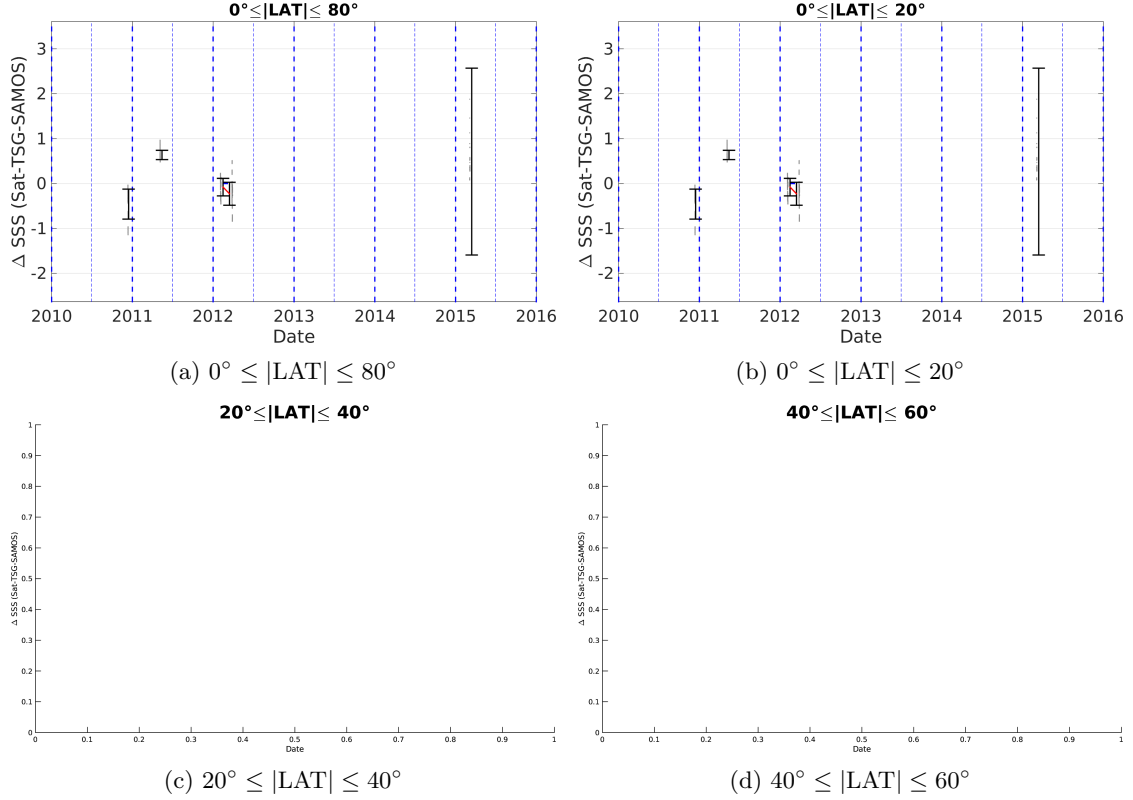 0°≤|LAT|≤ 80°
3
2
1
0
-1
-2
Δ SSS (Sat-TSG-SAMOS)
2010 2011 2012 2013 2014 2015 2016
Date
(a) 0° ≤ |LAT| ≤ 80°
0°≤|LAT|≤ 20°
3
2
1
0
-1
-2
Δ SSS (Sat-TSG-SAMOS)
2010 2011 2012 2013 2014 2015 2016
Date
(b) 0° ≤ |LAT| ≤ 20°
20°≤|LAT|≤ 40°
1
0.9
0.8
0.7
0.6
0.5
0.4
0.3
0.2
0.1
0
Δ SSS (Sat-TSG-SAMOS)
0 0.1 0.2 0.3 0.4 0.5 0.6 0.7 0.8 0.9 1
Date
(c) 20° ≤ |LAT| ≤ 40°
40°≤|LAT|≤ 60°
1
0.9
0.8
0.7
0.6
0.5
0.4
0.3
0.2
0.1
0
Δ SSS (Sat-TSG-SAMOS)
0 0.1 0.2 0.3 0.4 0.5 0.6 0.7 0.8 0.9 1
Date
(d) 40° ≤ |LAT| ≤ 60°